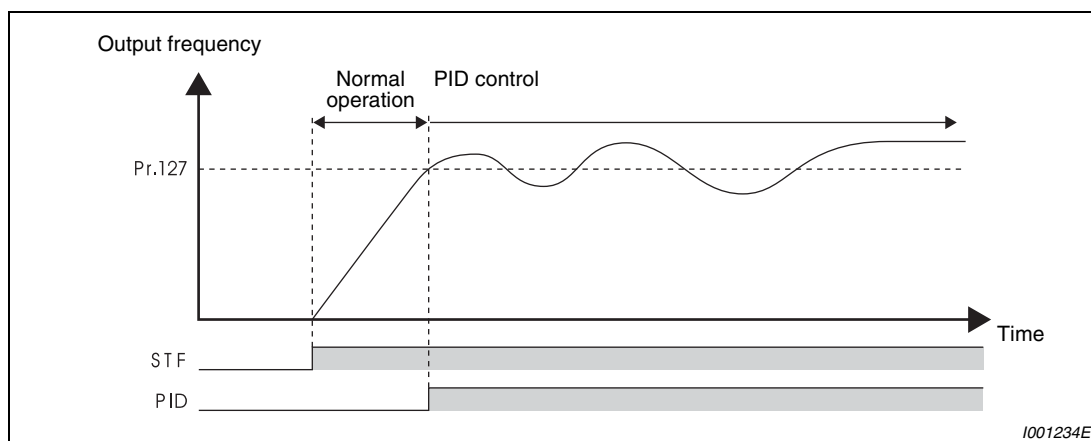 Output frequency
Normal
operation
PID control
Pr.127
Time
STF
PID
I001234E